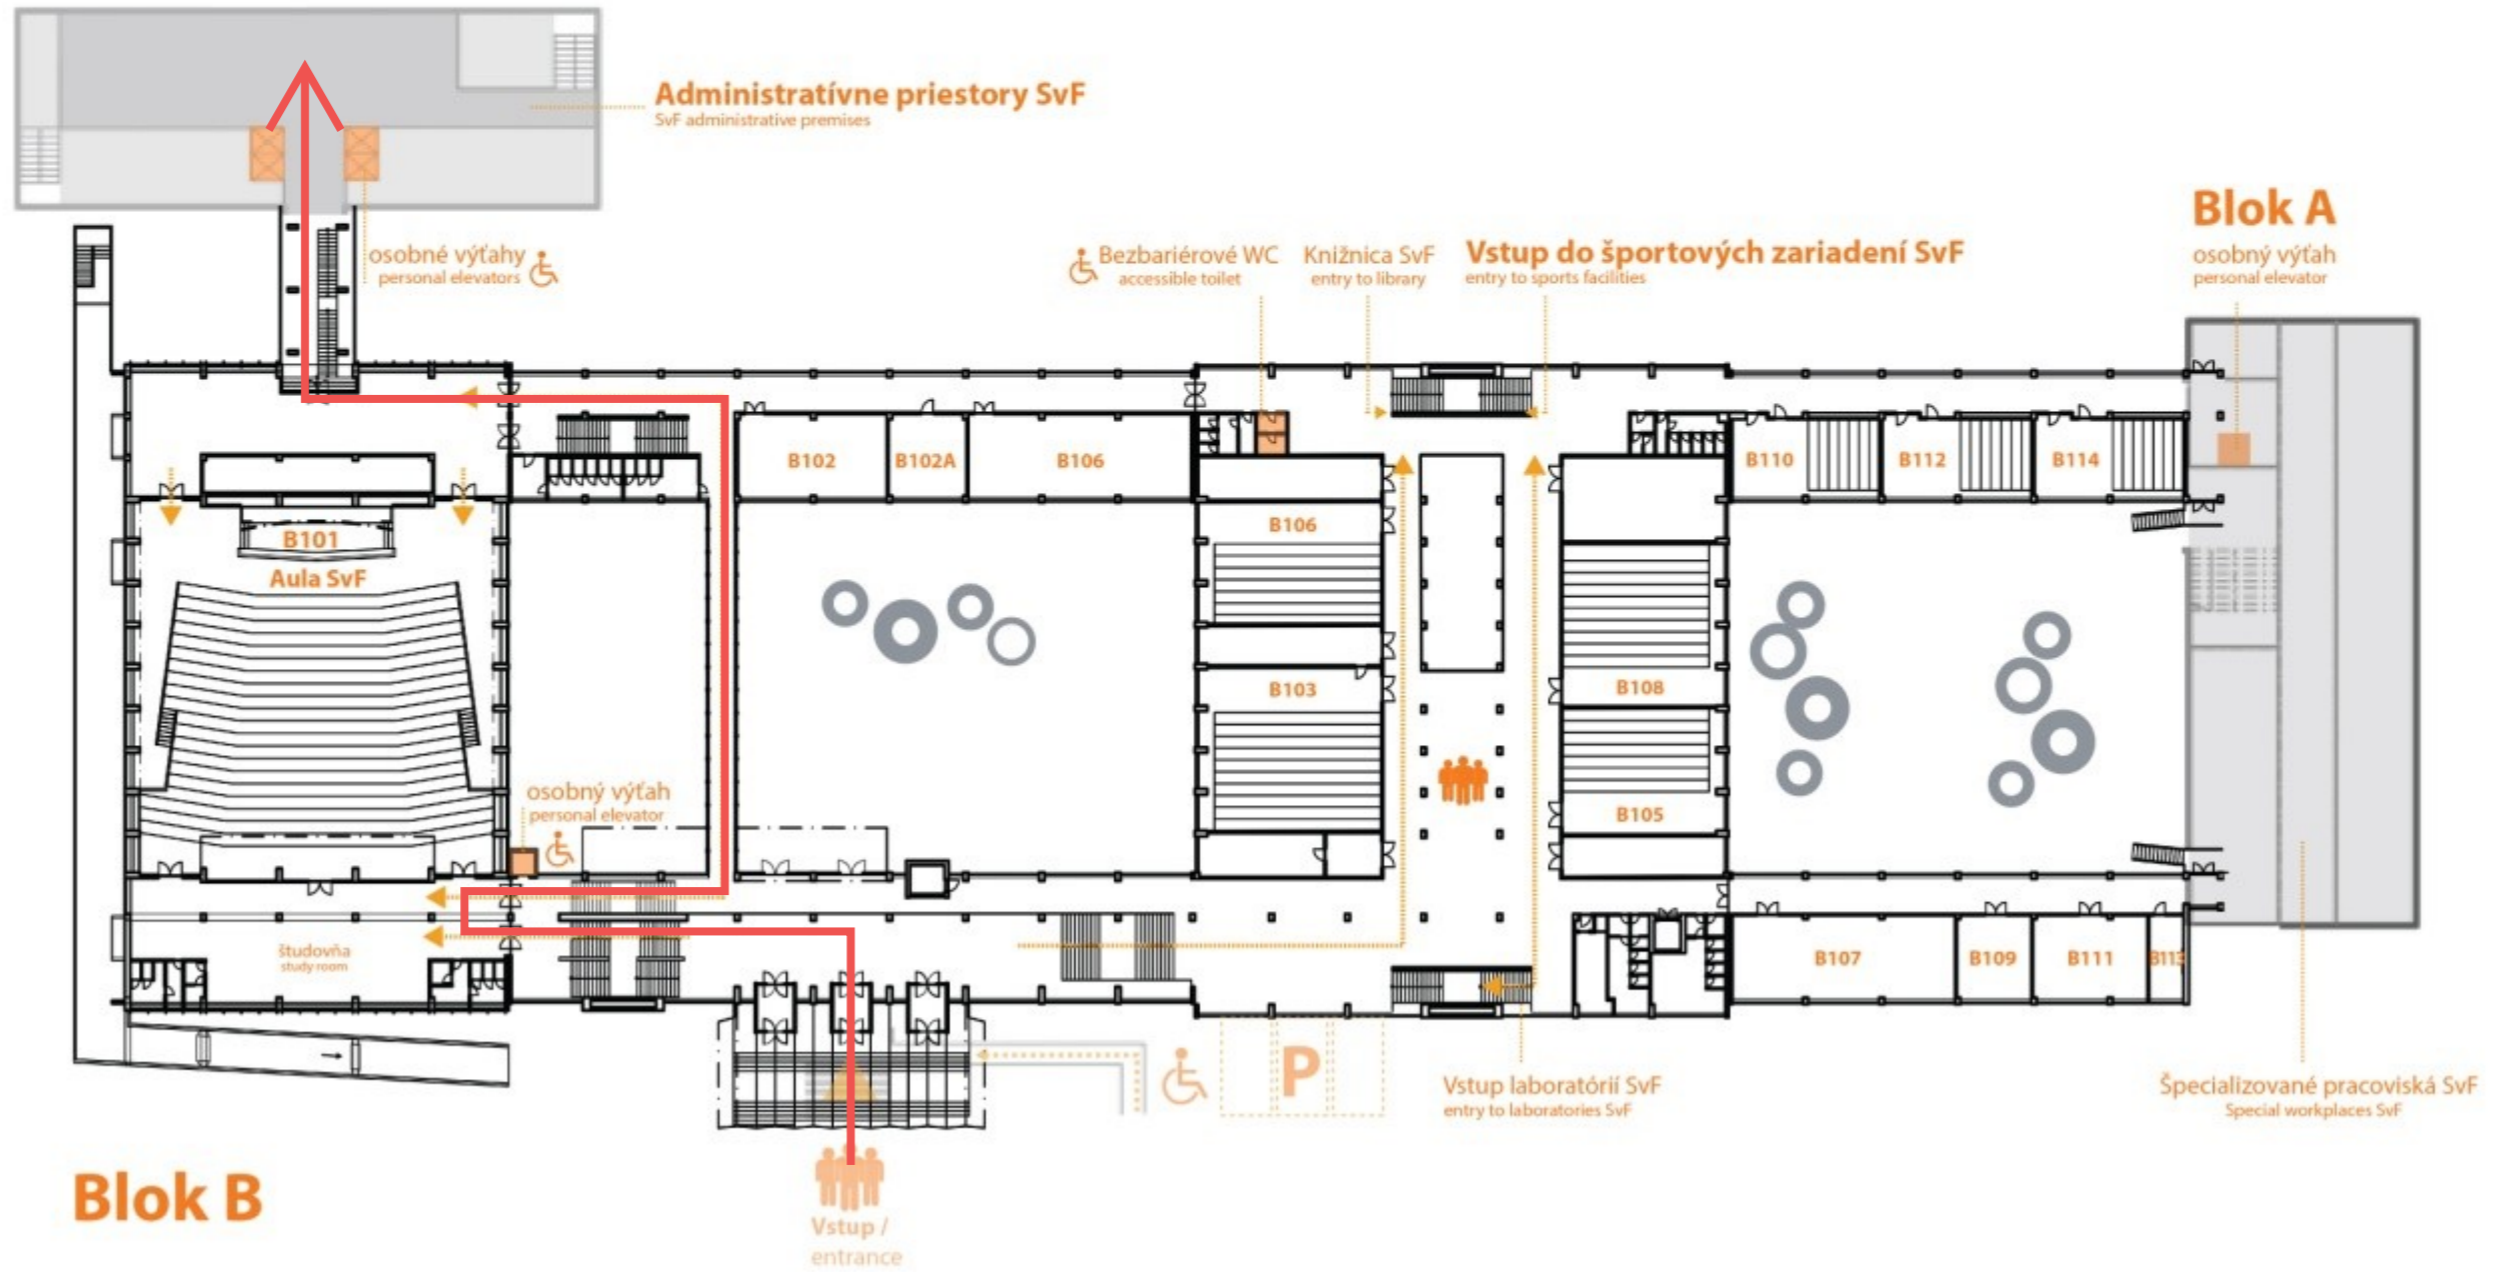 Administratívne priestory SvF
SvF administrative premises
Blok A
osobný výťah
personal elevator
osobné výťahy
personal elevators
Bezbariérové WC
accessible toilet
Knižnica SvF
entry to library
Vstup do športových zariadení SvF
entry to sports facilities
B102
B102A
B106
B110
B112
B114
B101
Aula SvF
B106
B103
B108
B105
osobný výťah
personal elevator
študovňa
study room
B107
B109
B111
B113
P
Vstup laboratórií SvF
entry to laboratories SvF
Špecializované pracoviská SvF
Special workplaces SvF
Blok B
Vstup /
entrance